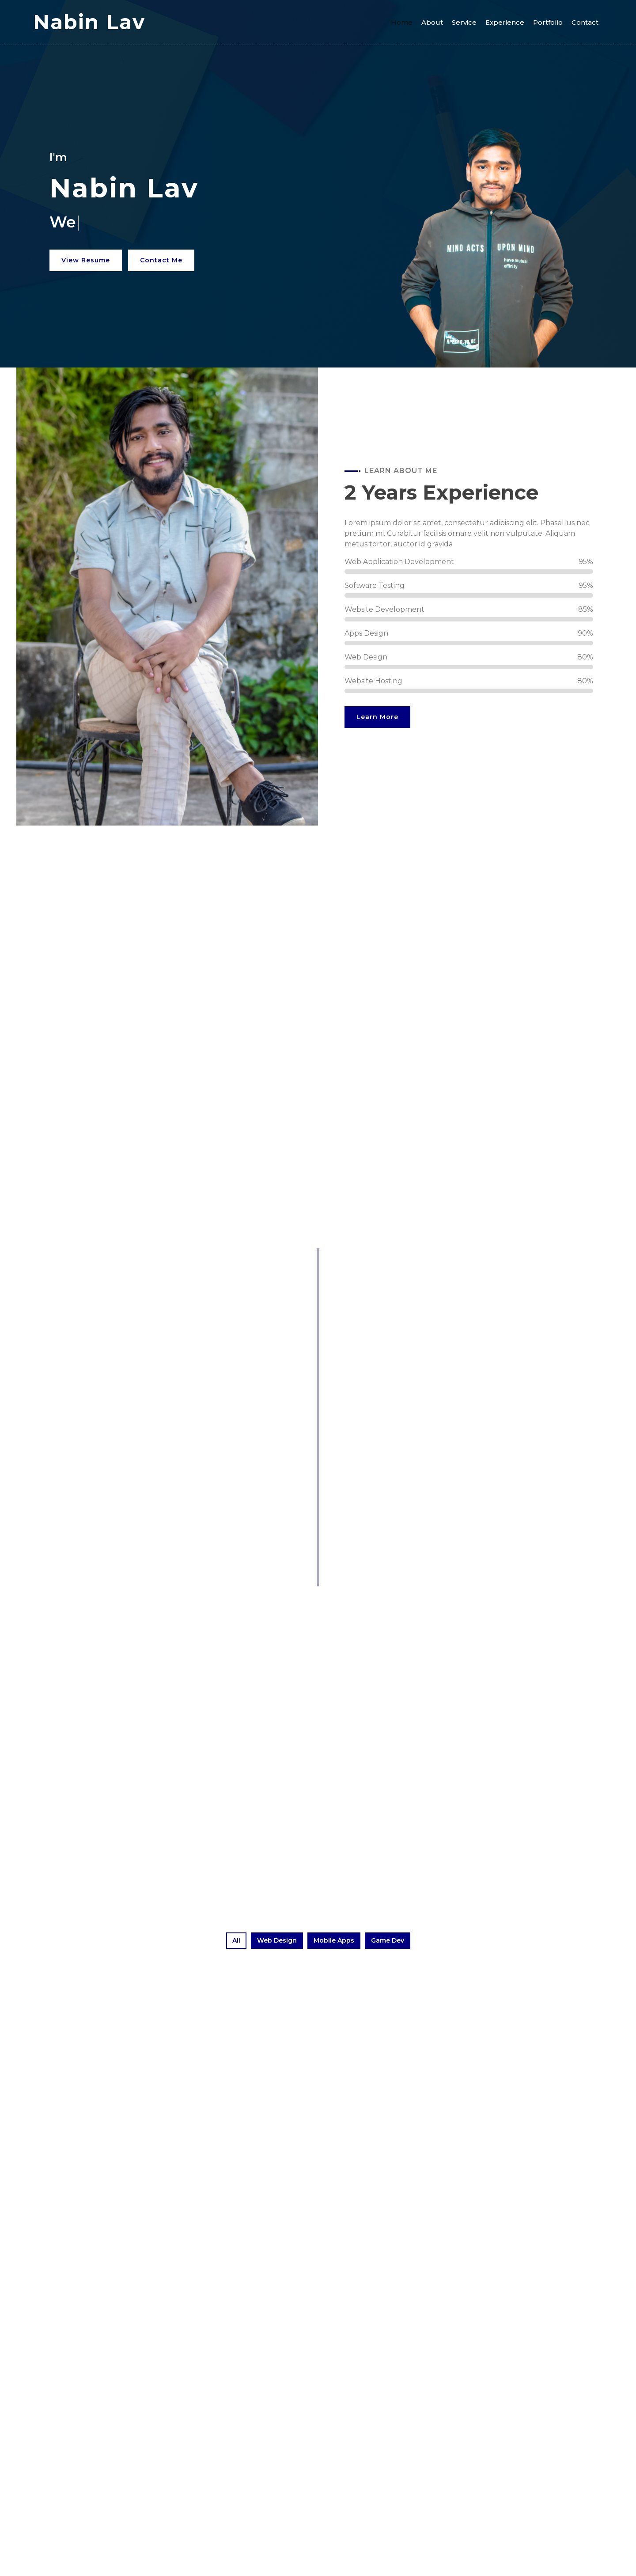 Nabin Lav
Home About Service Experience Portfolio Contact
I'm
Nabin Lav
We
View Resume Contact Me
MIND ACTS UPON MIND
have mutual
affinity
LEARN ABOUT ME
2 Years Experience
Lorem ipsum dolor sit amet, consectetur adipiscing elit. Phasellus nec
pretium mi. Curabitur facilisis ornare velit non vulputate. Aliquam
metus tortor, auctor id gravida
Web Application Development 95%
Software Testing 95%
Website Development 85%
Apps Design 90%
Web Design 80%
Website Hosting 80%
Learn More
All Web Design Mobile Apps Game Dev